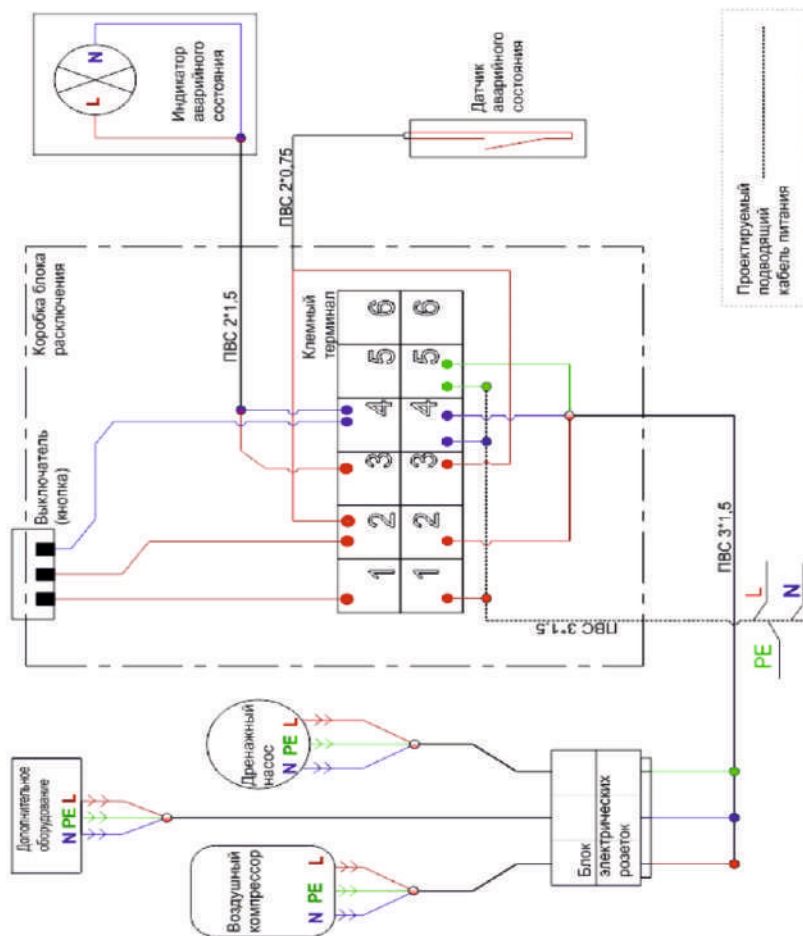 Индикатор
аварийного
состояния
L
N
ПВС 2*1,5
ПВС 2*0,75
Датчик
аварийного
состояния
Коробка блока
расключения
Выключатель
(кнопка)
Клемный
терминал
1 2 3 4 5 6
1 2 3 4 5 6
ПВС 3*1,5
ПВС 3*1,5
PE
L
N
Проектируемый
подводящий
кабель питания
Дополнительное
оборудование
N PE L
Дренажный
насос
N PE L
Воздушный
компрессор
N PE L
Блок
электрических
розеток